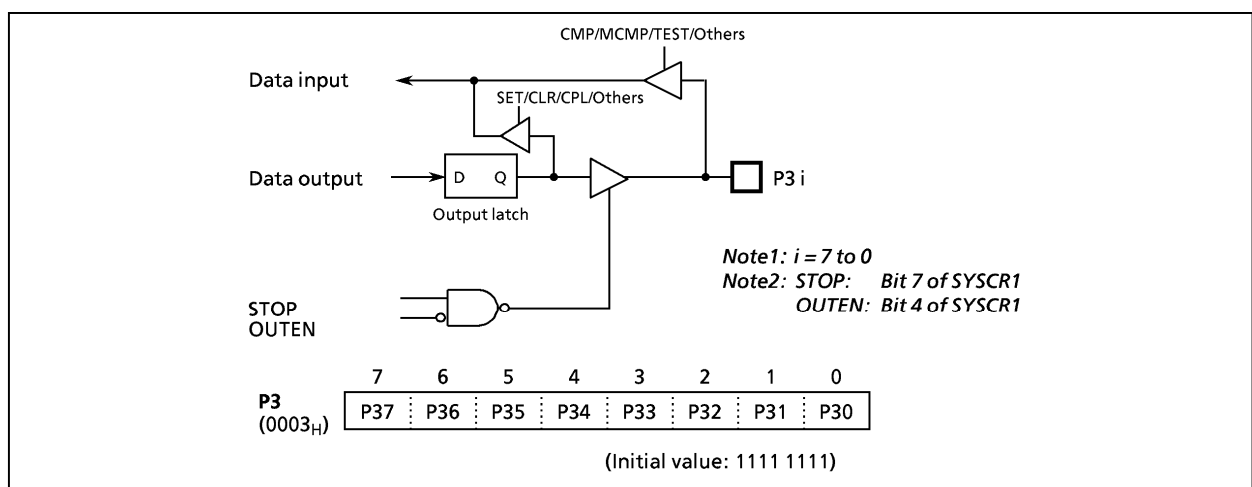 CMP/MCMP/TEST/Others
Data input
SET/CLR/CPL/Others
Data output
D Q
P3 i
Output latch
Note1: i = 7 to 0
Note2: STOP: Bit 7 of SYSCR1
OUTEN: Bit 4 of SYSCR1
STOP
OUTEN
7 6 5 4 3 2 1 0
P3
(0003H)
P37 P36 P35 P34 P33 P32 P31 P30
(Initial value: 1111 1111)